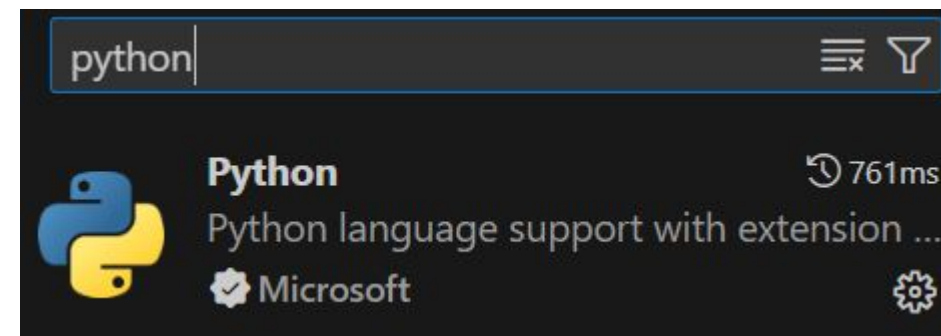 python
Python 761ms
Python language support with extension ...
Microsoft